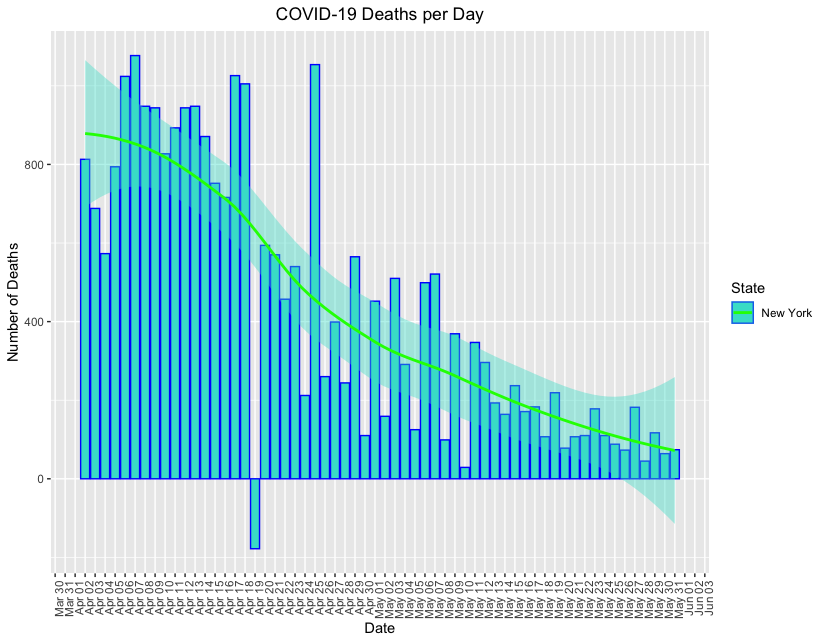 COVID-19 Deaths per Day
Number of Deaths
800
400
0
Mar 30
Mar 31
Apr 01
Apr 02
Apr 03
Apr 04
Apr 05
Apr 06
Apr 07
Apr 08
Apr 09
Apr 10
Apr 11
Apr 12
Apr 13
Apr 14
Apr 15
Apr 16
Apr 17
Apr 18
Apr 19
Apr 20
Apr 21
Apr 22
Apr 23
Apr 24
Apr 25
Apr 26
Apr 27
Apr 28
Apr 29
Apr 30
May 01
May 02
May 03
May 04
May 05
May 06
May 07
May 08
May 09
May 10
May 11
May 12
May 13
May 14
May 15
May 16
May 17
May 18
May 19
May 20
May 21
May 22
May 23
May 24
May 25
May 26
May 27
May 28
May 29
May 30
May 31
Jun 01
Jun 02
Jun 03
Date
State
New York